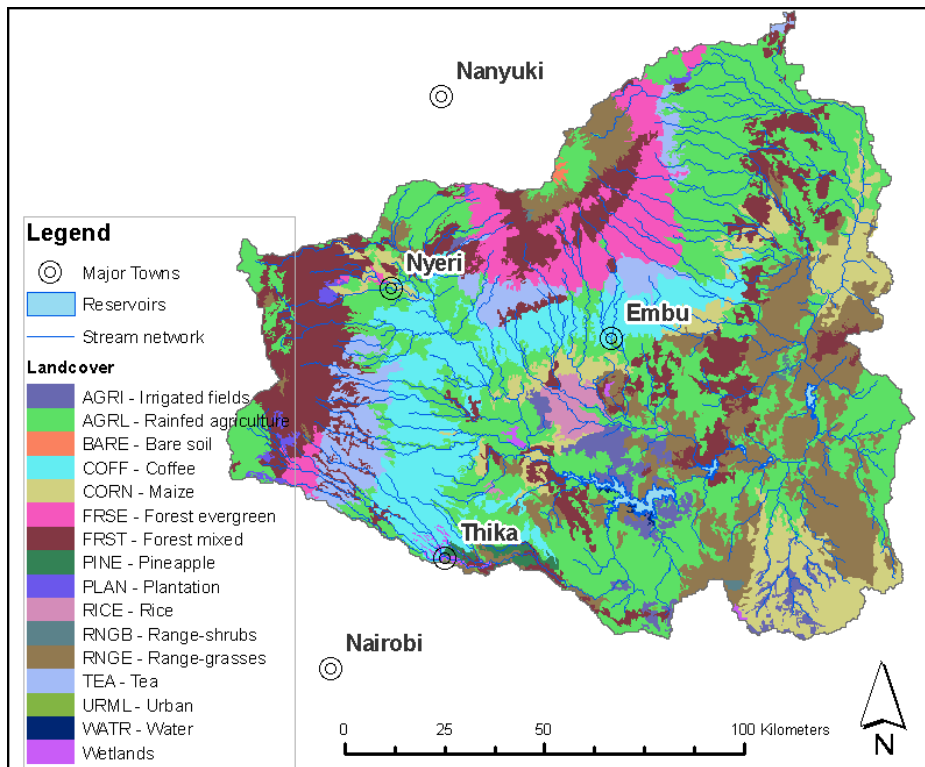 Nanyuki
Legend
Major Towns
Reservoirs
Stream network
Landcover
AGRI - Irrigated fields
AGRL - Rainfed agriculture
BARE - Bare soil
COFF - Coffee
CORN - Maize
FRSE - Forest evergreen
FRST - Forest mixed
PINE - Pineapple
PLAN - Plantation
RICE - Rice
RNGB - Range-shrubs
RNGE - Range-grasses
TEA - Tea
URML - Urban
WATR - Water
Wetlands
Nyeri
Embu
Thika
Nairobi
0 25 50 100 Kilometers
N